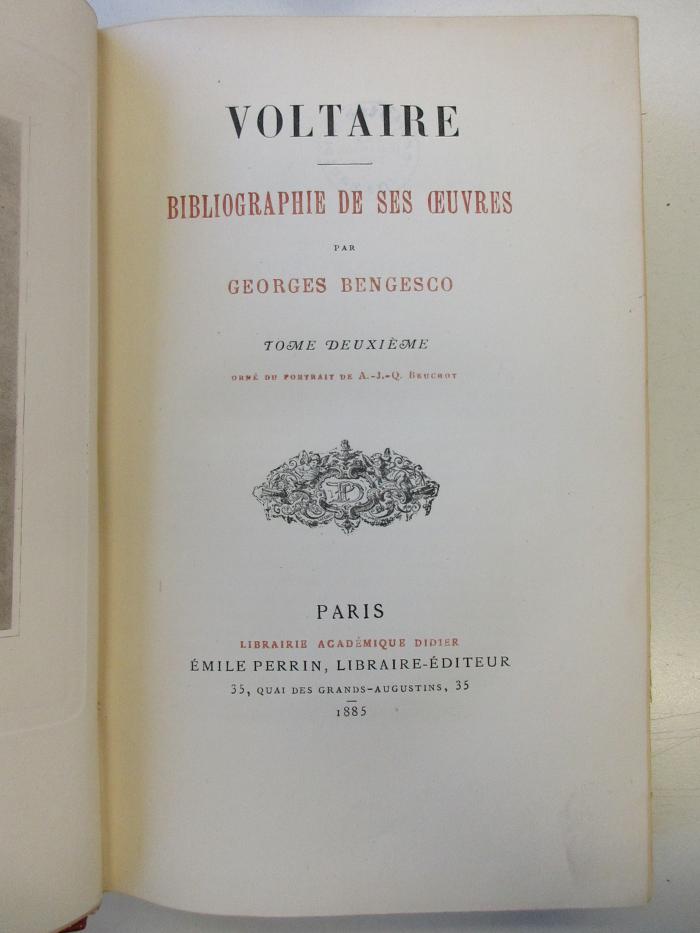 VOLTAIRE
BIBLIOGRAPHIE DE SES ŒUVRES
PAR
GEORGES BENGESCO
TOME DEUXIÈME
ORNÉ DU PORTRAIT DE A.-J.-Q. BEUCHOT
PARIS
LIBRAIRIE ACADÉMIQUE DIDIER
ÉMILE PERRIN, LIBRAIRE-ÉDITEUR
35, QUAI DES GRANDS-AUGUSTINS, 35
1885